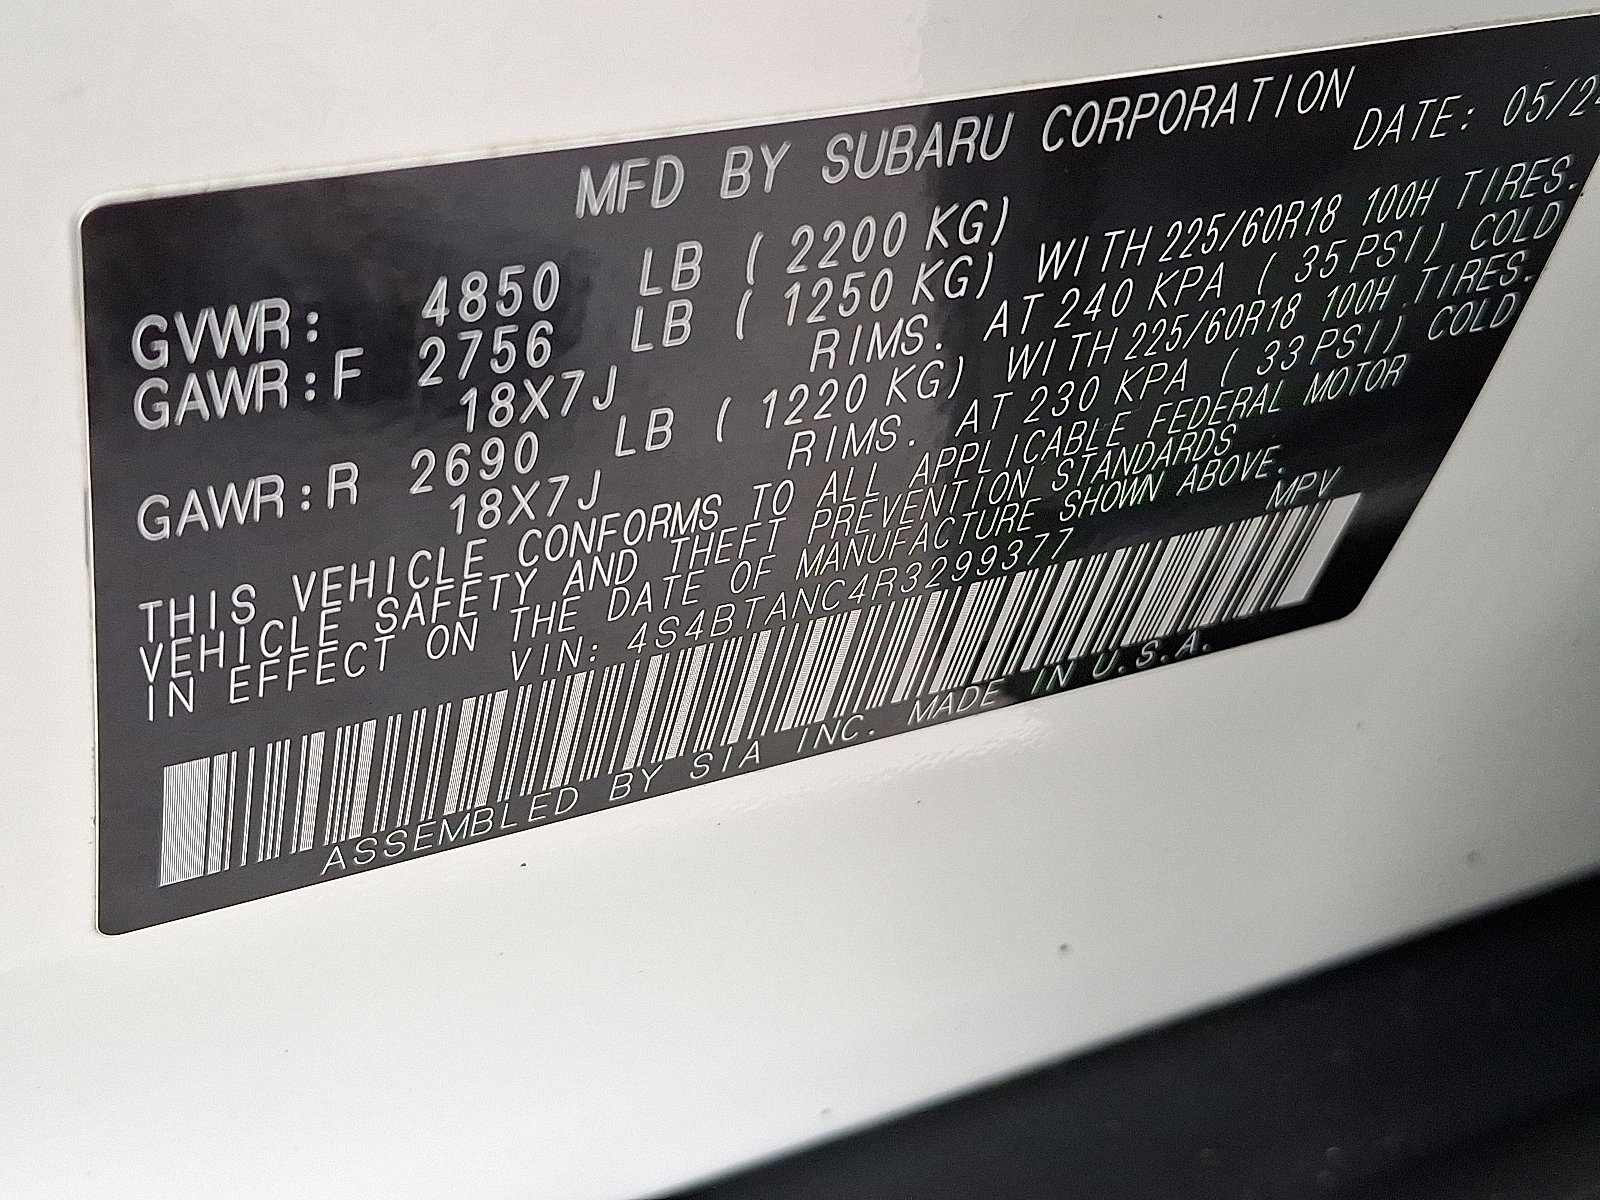 MFD BY SUBARU CORPORATION
DATE: 05/24
GVWR: 4850 LB ( 2200 KG)
GAWR:F 2756 LB ( 1250 KG) WITH 225/60R18 100H TIRES.
18X7J RIMS. AT 240 KPA ( 35 PSI) COLD
GAWR:R 2690 LB ( 1220 KG) WITH 225/60R18 100H TIRES.
18X7J RIMS. AT 230 KPA ( 33 PSI) COLD
THIS VEHICLE CONFORMS TO ALL APPLICABLE FEDERAL MOTOR
VEHICLE SAFETY AND THEFT PREVENTION STANDARDS
IN EFFECT ON THE DATE OF MANUFACTURE SHOWN ABOVE.
VIN: 4S4BTANC4R3299377 MPV
ASSEMBLED BY SIA INC. MADE IN U.S.A.